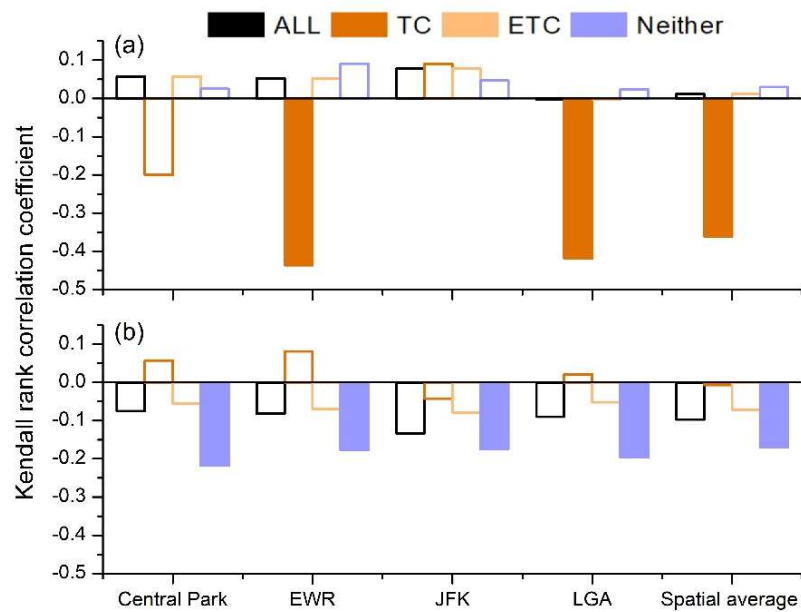 ALL TC ETC Neither
(a)
0.1
0.0
-0.1
-0.2
-0.3
-0.4
-0.5
Kendall rank correlation coefficient
(b)
0.1
0.0
-0.1
-0.2
-0.3
-0.4
-0.5
Central Park EWR JFK LGA Spatial average